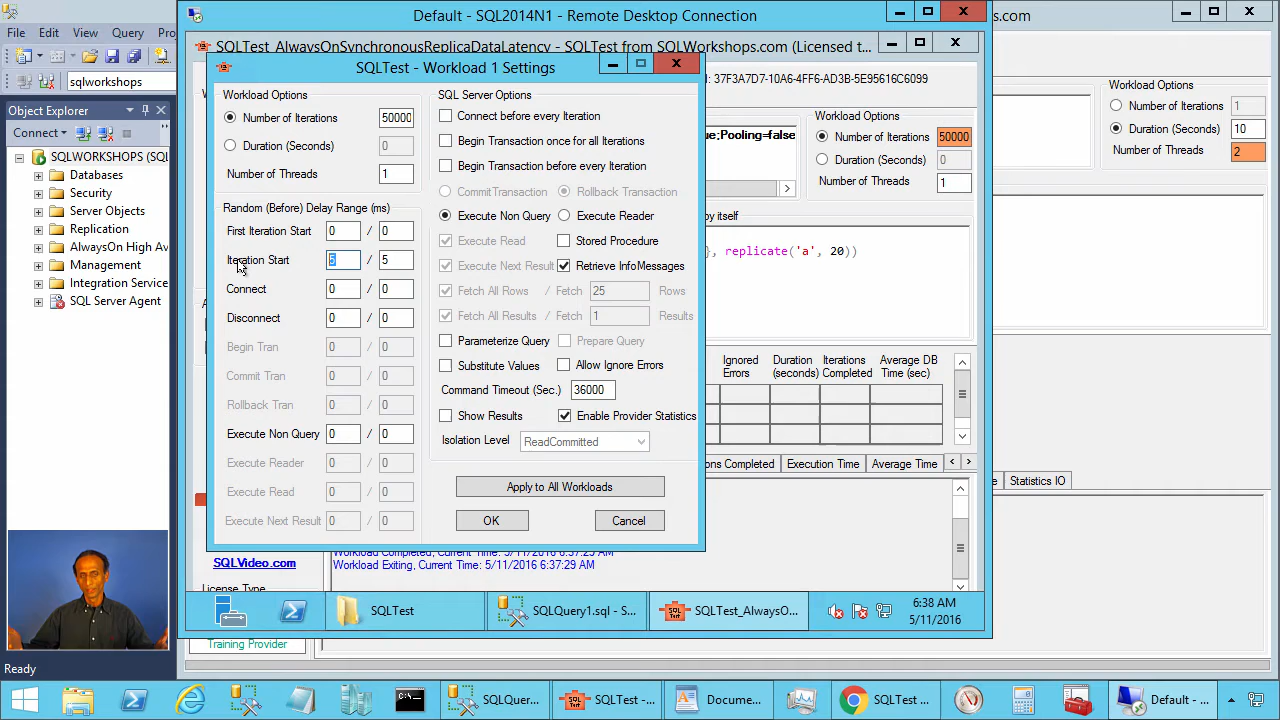 Default - SQL2014N1 - Remote Desktop Connection
File Edit View Query
sqlworkshops
Object Explorer
Connect
SQLWORKSHOPS (SQL
Databases
Security
Server Objects
Replication
AlwaysOn High Av
Management
Integration Service
SQL Server Agent
SQLTest_AlwaysOnSynchronousReplicaDataLatency - SQLTest from SQLWorkshops.com (Licensed t...
SQLTest - Workload 1 Settings
Workload Options
Number of Iterations 50000
Duration (Seconds) 0
Number of Threads 1
Random (Before) Delay Range (ms)
First Iteration Start 0 / 0
Iteration Start 5 / 5
Connect 0 / 0
Disconnect 0 / 0
Begin Tran 0 / 0
Commit Tran 0 / 0
Rollback Tran 0 / 0
Execute Non Query 0 / 0
Execute Reader 0 / 0
Execute Read 0 / 0
Execute Next Result 0 / 0
SQL Server Options
Connect before every Iteration
Begin Transaction once for all Iterations
Begin Transaction before every Iteration
CommitTransaction Rollback Transaction
Execute Non Query Execute Reader
Execute Read Stored Procedure
Execute Next Result Retrieve InfoMessages
Fetch All Rows / Fetch 25 Rows
Fetch All Results / Fetch 1 Results
Parameterize Query Prepare Query
Substitute Values Allow Ignore Errors
Command Timeout (Sec.) 36000
Show Results Enable Provider Statistics
Isolation Level ReadCommitted
Apply to All Workloads
OK Cancel
d: 37F3A7D7-10A6-4FF6-AD3B-5E95616C6099
ue;Pooling=false
Workload Options
Number of Iterations 50000
Duration (Seconds) 0
Number of Threads 1
by itself
}, replicate('a', 20))
Ignored Errors Duration (seconds) Iterations Completed Average DB Time (sec)
ons Completed Execution Time Average Time
Workload Completed, Current Time: 5/11/2016 6:37:29 AM
Workload Exiting, Current Time: 5/11/2016 6:37:29 AM
SQLVideo.com
License Type
Training Provider
SQLTest SQLQuery1.sql - S... SQLTest_AlwaysO...
6:38 AM
5/11/2016
s.com
Workload Options
Number of Iterations 1
Duration (Seconds) 10
Number of Threads 2
e Statistics IO
Ready
SQLQuer... SQLTest -... Docume... SQLTest ... Default - ...